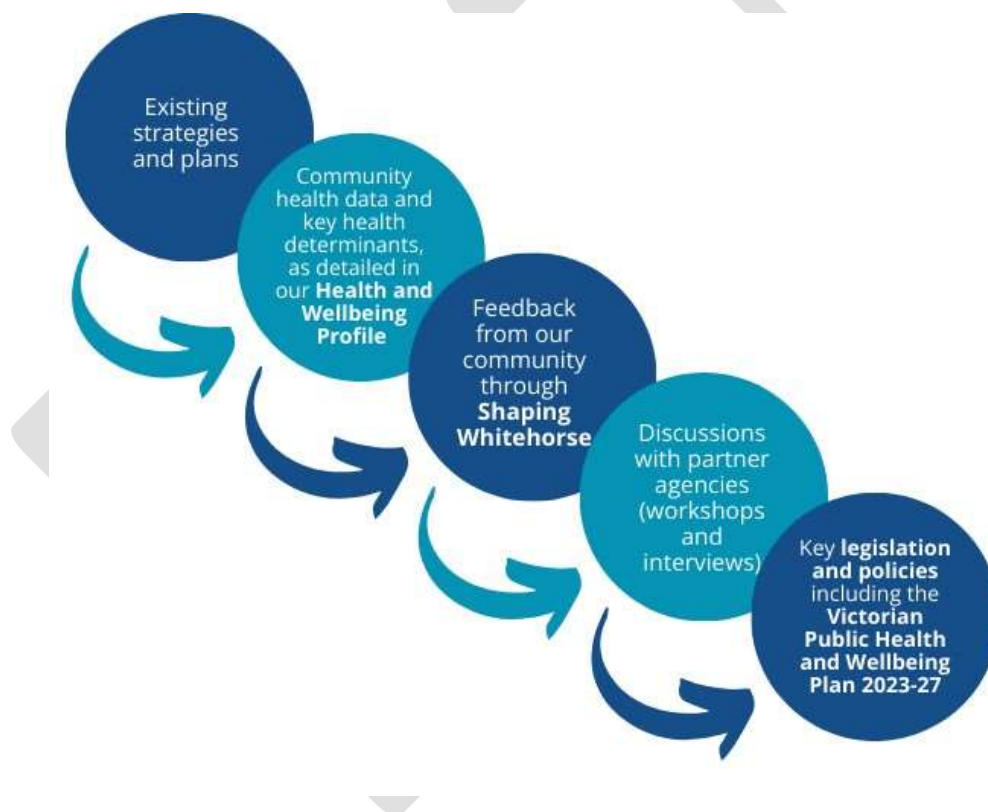 Existing
strategies
and plans
Community
health data and
key health
determinants,
as detailed in
our Health and
Wellbeing
Profile
Feedback
from our
community
through
Shaping
Whitehorse
Discussions
with partner
agencies
(workshops
and
interviews)
Key legislation
and policies
including the
Victorian
Public Health
and Wellbeing
Plan 2023-27